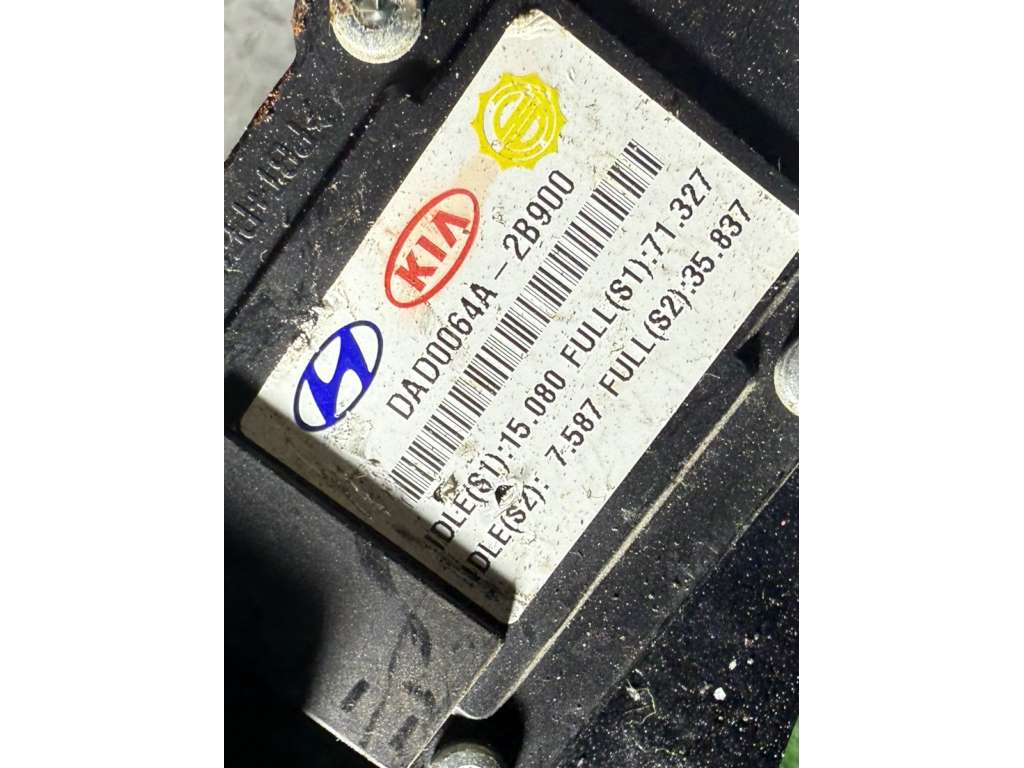 KIA
DAD0064A-2B900
IDLE(S1):15.080 FULL(S1):71.327
IDLE(S2): 7.587 FULL(S2):35.837